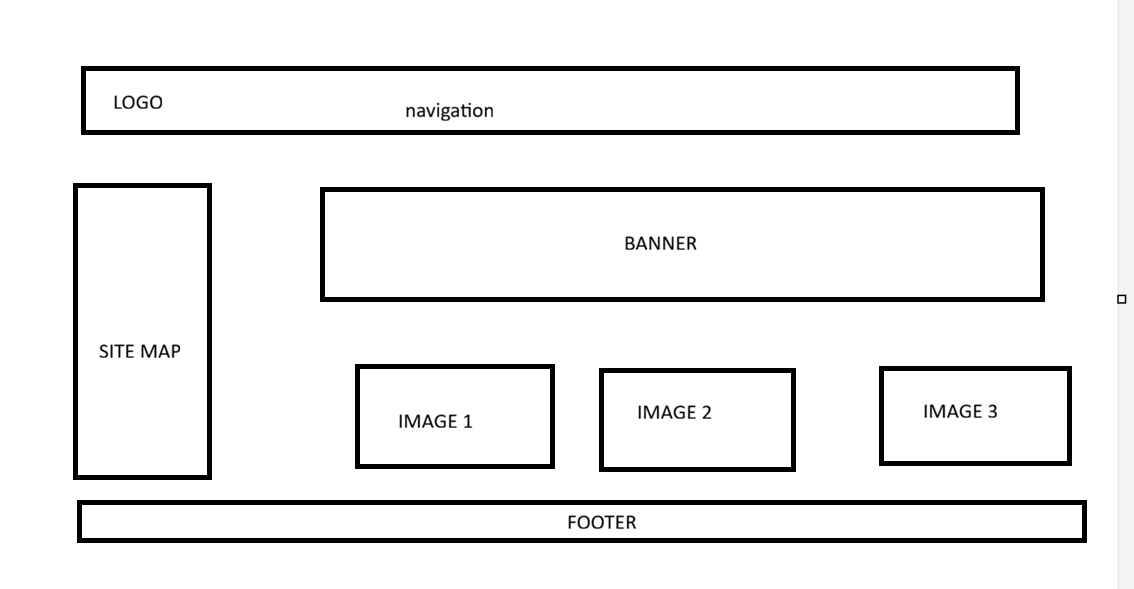 LOGO
navigation
BANNER
SITE MAP
IMAGE 1
IMAGE 2
IMAGE 3
FOOTER